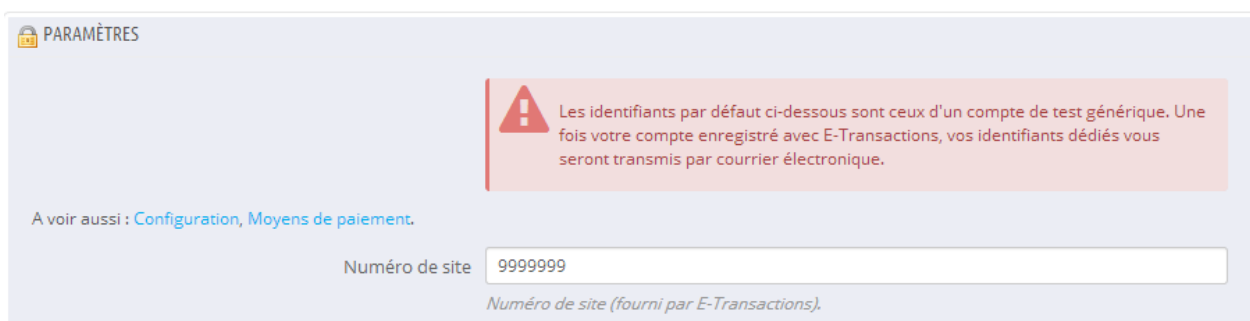 PARAMÈTRES
Les identifiants par défaut ci-dessous sont ceux d'un compte de test générique. Une
fois votre compte enregistré avec E-Transactions, vos identifiants dédiés vous
seront transmis par courrier électronique.
A voir aussi : Configuration, Moyens de paiement.
Numéro de site 9999999
Numéro de site (fourni par E-Transactions).